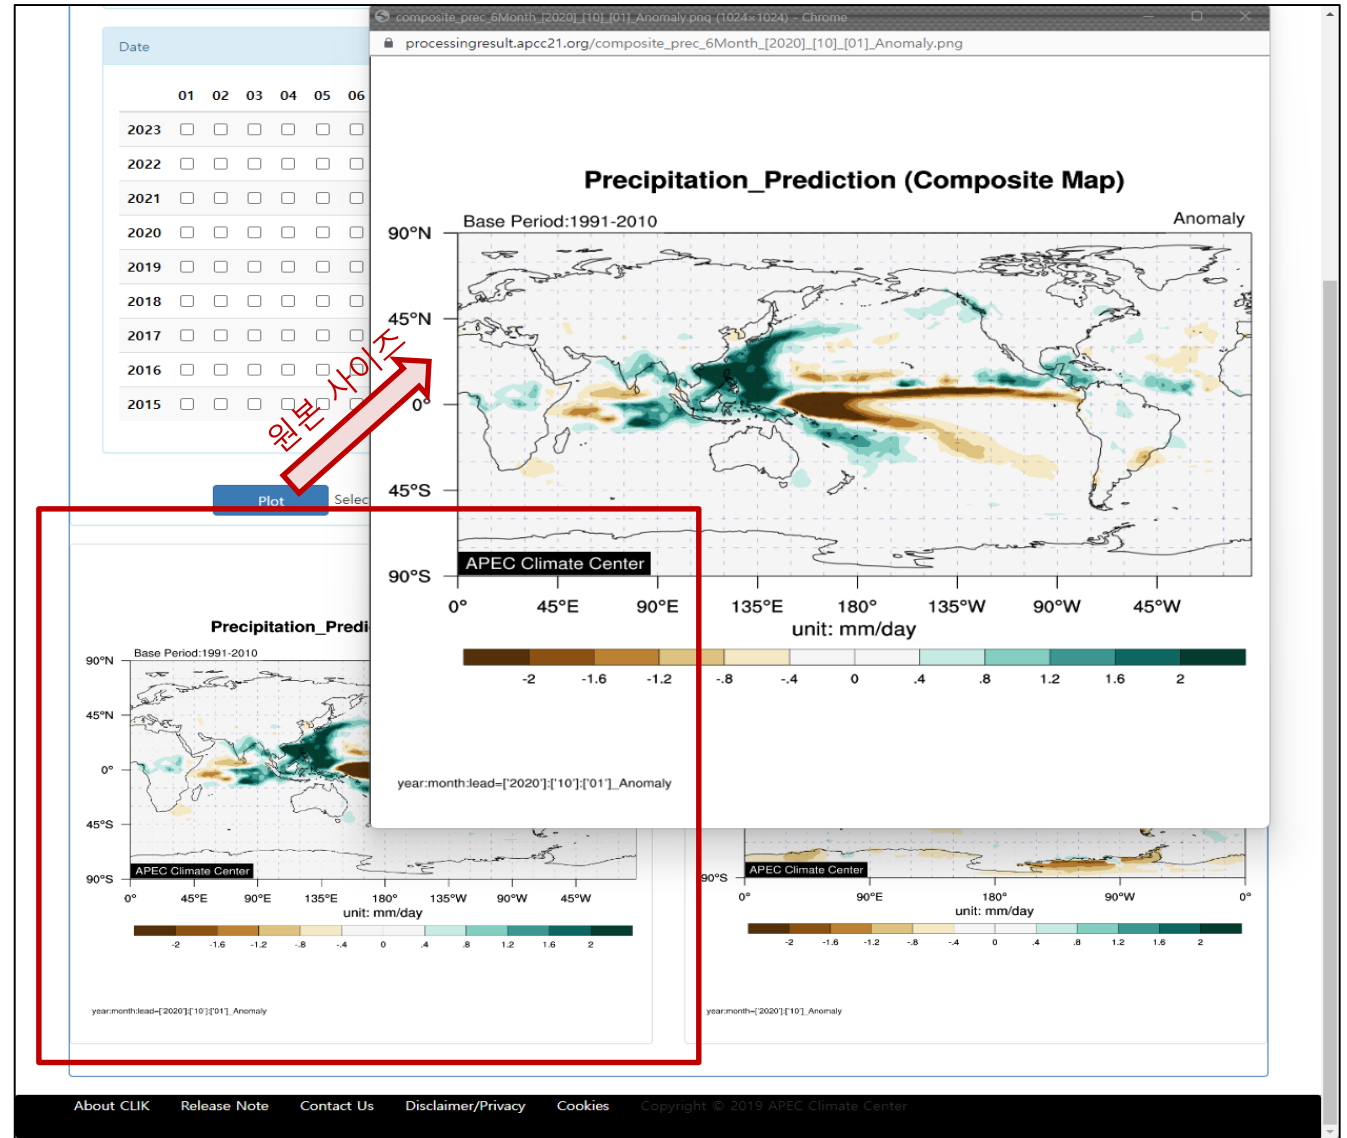 composite_prec_6Month_[2020]_[10]_[01]_Anomaly.png (1024×1024) - Chrome
processingresult.apcc21.org/composite_prec_6Month_[2020]_[10]_[01]_Anomaly.png
Date
01 02 03 04 05 06
2023
2022
2021
2020
2019
2018
2017
2016
2015
원본 사이즈
Plot
Selec
Precipitation_Prediction (Composite Map)
Base Period:1991-2010
Anomaly
90°N
45°N
0°
45°S
90°S
APEC Climate Center
0° 45°E 90°E 135°E 180° 135°W 90°W 45°W
unit: mm/day
-2 -1.6 -1.2 -.8 -.4 0 .4 .8 1.2 1.6 2
year:month:lead=['2020']:['10']:['01']_Anomaly
Precipitation_Predi
Base Period:1991-2010
90°N
45°N
0°
45°S
90°S
APEC Climate Center
0° 45°E 90°E 135°E 180° 135°W 90°W 45°W
unit: mm/day
-2 -1.6 -1.2 -.8 -.4 0 .4 .8 1.2 1.6 2
year:month:lead=['2020']:['10']:['01']_Anomaly
90°S
APEC Climate Center
0° 90°E 180° 90°W 0°
unit: mm/day
-2 -1.6 -1.2 -.8 -.4 0 .4 .8 1.2 1.6 2
year:month=['2020']:['10']_Anomaly
About CLIK Release Note Contact Us Disclaimer/Privacy Cookies Copyright © 2019 APEC Climate Center